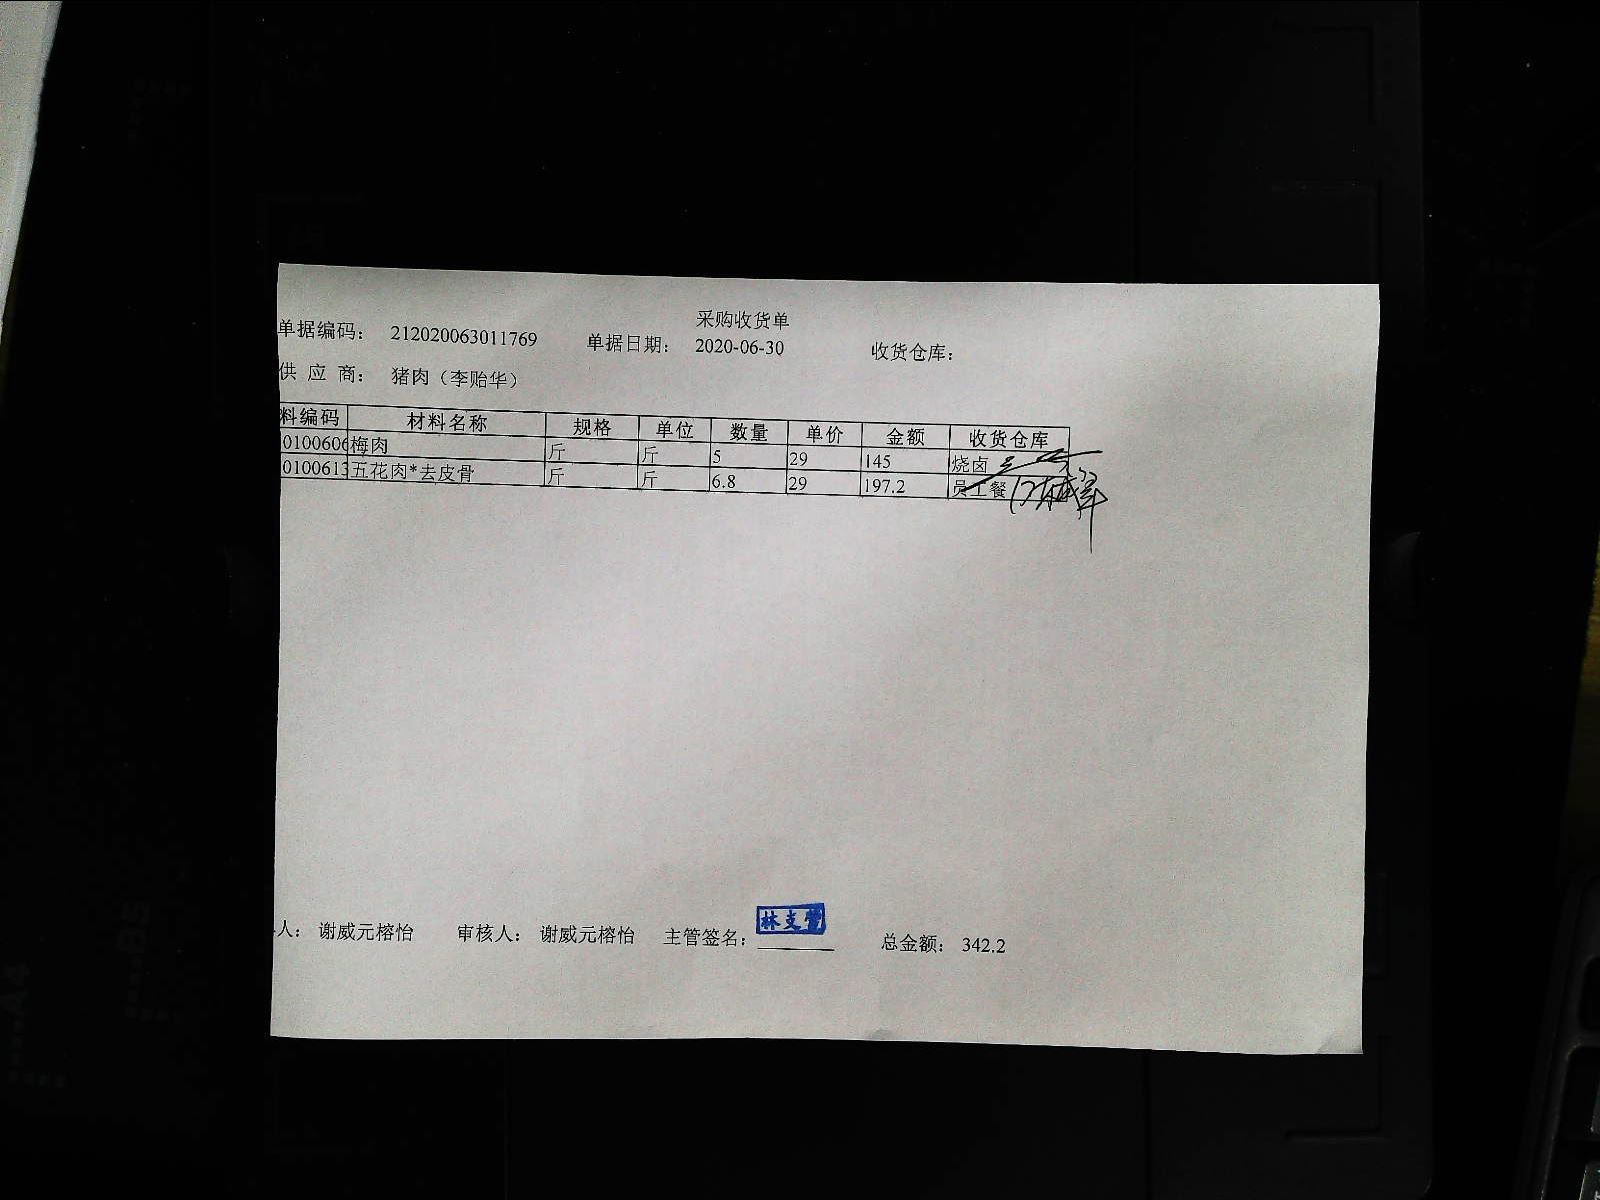 采购收货单
单据编码： 212020063011769 单据日期： 2020-06-30 收货仓库：
供 应 商： 猪肉（李贻华）
料编码 材料名称 规格 单位 数量 单价 金额 收货仓库
0100606 梅肉 斤 斤 5 29 145 烧卤
0100613 五花肉*去皮骨 斤 斤 6.8 29 197.2 员工餐
人： 谢威元榕怡 审核人： 谢威元榕怡 主管签名： 总金额： 342.2